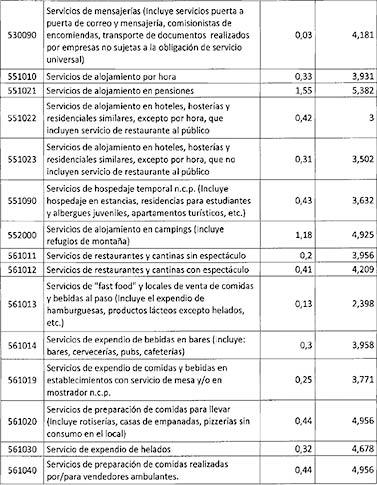 Servicios de mensajerías (Incluye servicios puerta a
puerta de correo y mensajería, comisionistas de
530090 encomiendas, transporte de documentos realizados 0,03 4,181
por empresas no sujetas a la obligación de servicio
universal)
551010 Servicios de alojamiento por hora 0,33 3,931
551021 Servicios de alojamiento en pensiones 1,55 5,382
Servicios de alojamiento en hoteles, hosterías y
551022 residenciales similares, excepto por hora, que 0,42 3
incluyen servicio de restaurante al público
Servicios de alojamiento en hoteles, hosterías y
551023 residenciales similares, excepto por hora, que no 0,31 3,502
incluyen servicio de restaurante al público
Servicios de hospedaje temporal n.c.p. (Incluye
551090 hospedaje en estancias, residencias para estudiantes 0,43 3,632
y albergues juveniles, apartamentos turísticos, etc.)
552000 Servicios de alojamiento en campings (Incluye 1,18 4,925
refugios de montaña)
561011 Servicios de restaurantes y cantinas sin espectáculo 0,2 3,956
561012 Servicios de restaurantes y cantinas con espectáculo 0,41 4,209
Servicios de "fast food" y locales de venta de comidas
561013 y bebidas al paso (Incluye el expendio de 0,13 2,398
hamburguesas, productos lácteos excepto helados,
etc.)
561014 Servicios de expendio de bebidas en bares (Incluye: 0,3 3,958
bares, cervecerías, pubs, cafeterías)
Servicios de expendio de comidas y bebidas en
561019 establecimientos con servicio de mesa y/o en 0,25 3,771
mostrador n.c.p.
Servicios de preparación de comidas para llevar
561020 (Incluye rotiserías, casas de empanadas, pizzerías sin 0,44 4,956
consumo en el local)
561030 Servicio de expendio de helados 0,32 4,678
561040 Servicios de preparación de comidas realizadas 0,44 4,956
por/para vendedores ambulantes.